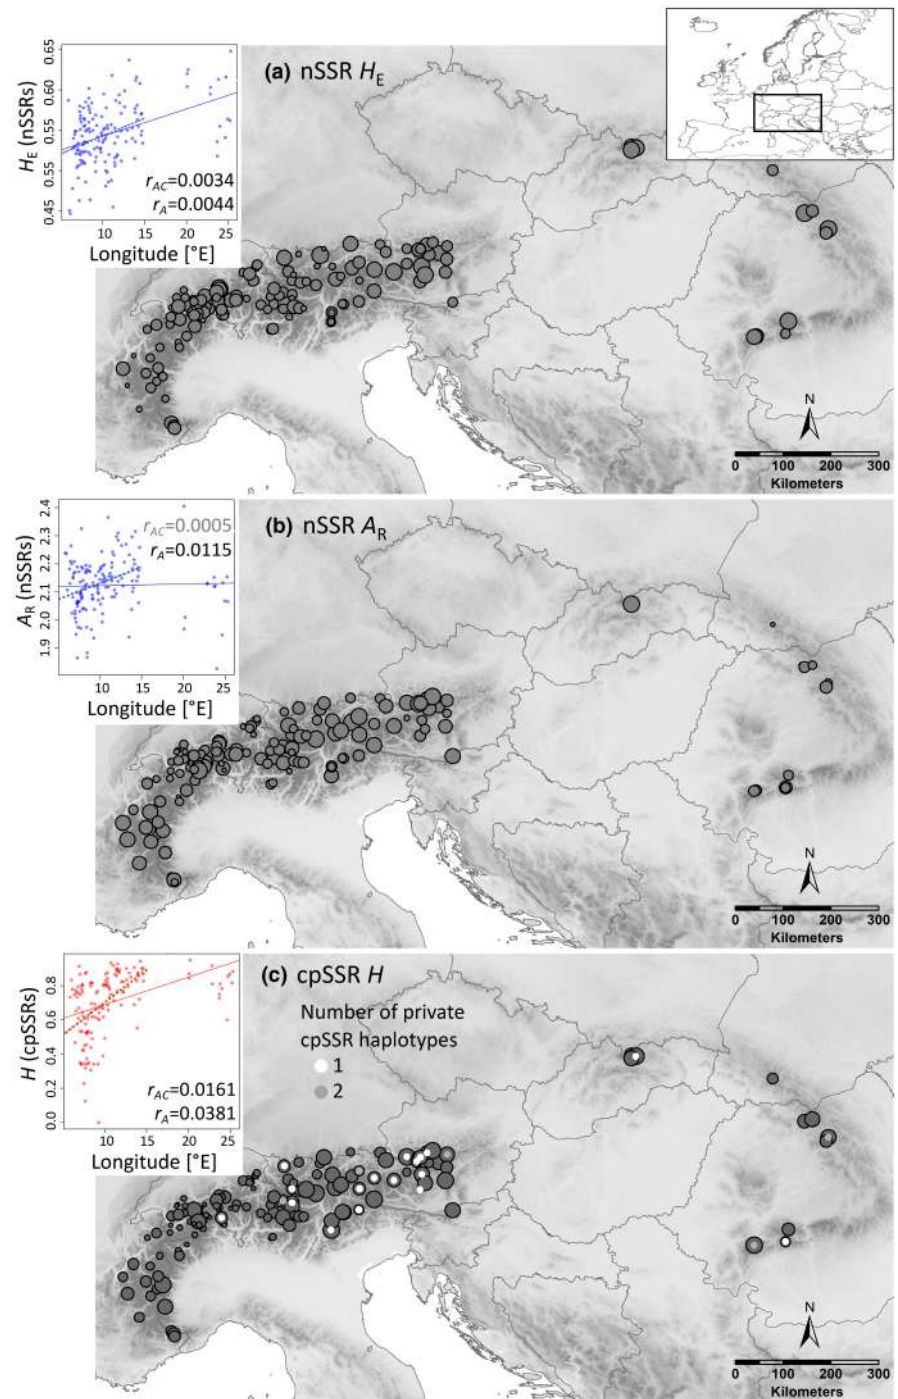 (a) nSSR HE
0.65
0.60
0.55
0.55
0.45
HE (nSSRs)
rAC=0.0034
rA=0.0044
10 15 20 25
Longitude [°E]
N
0 100 200 300
Kilometers
(b) nSSR AR
2.4
2.3
2.2
2.1
2.0
1.9
AR (nSSRs)
rAC=0.0005
rA=0.0115
10 15 20 25
Longitude [°E]
N
0 100 200 300
Kilometers
(c) cpSSR H
Number of private
cpSSR haplotypes
1
2
0.8
0.6
0.4
0.2
0.0
H (cpSSRs)
rAC=0.0161
rA=0.0381
10 15 20 25
Longitude [°E]
N
0 100 200 300
Kilometers